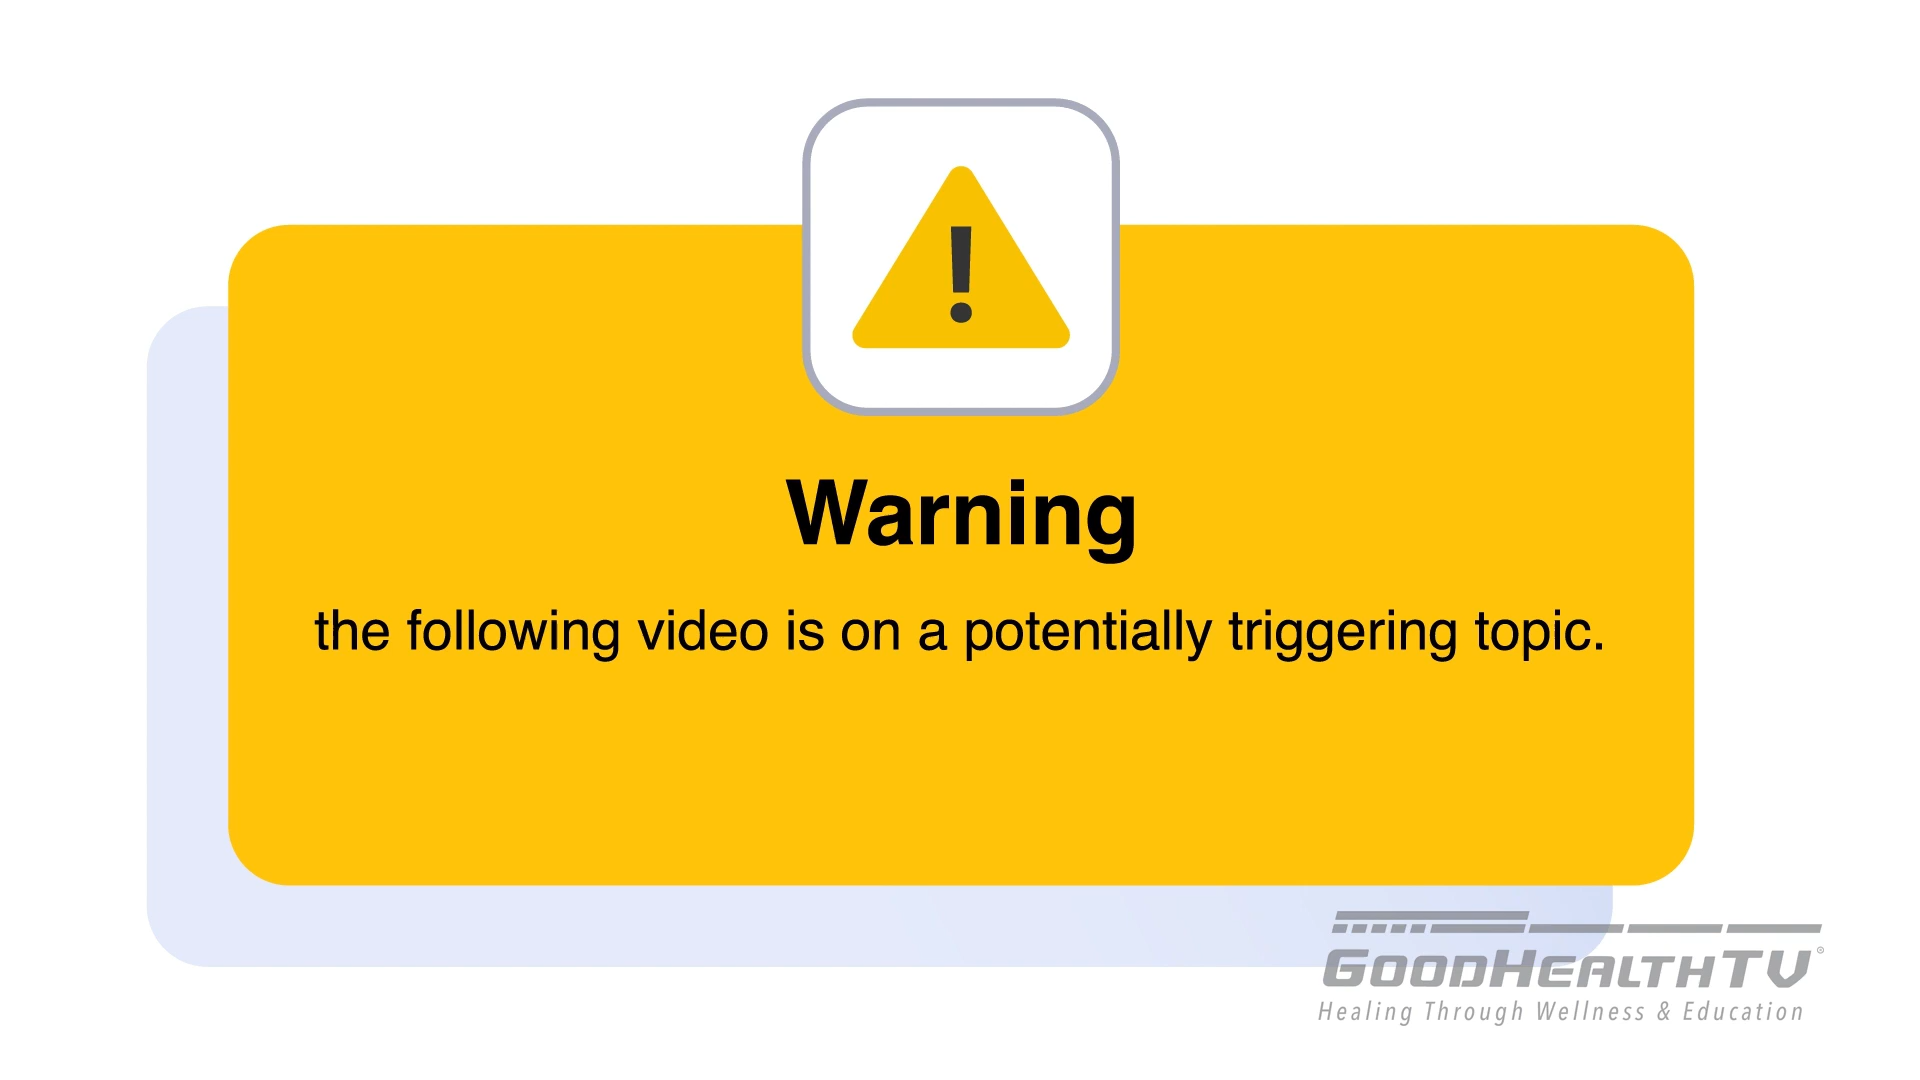 !
Warning
the following video is on a potentially triggering topic.
GOODHEALTHTV®
Healing Through Wellness & Education